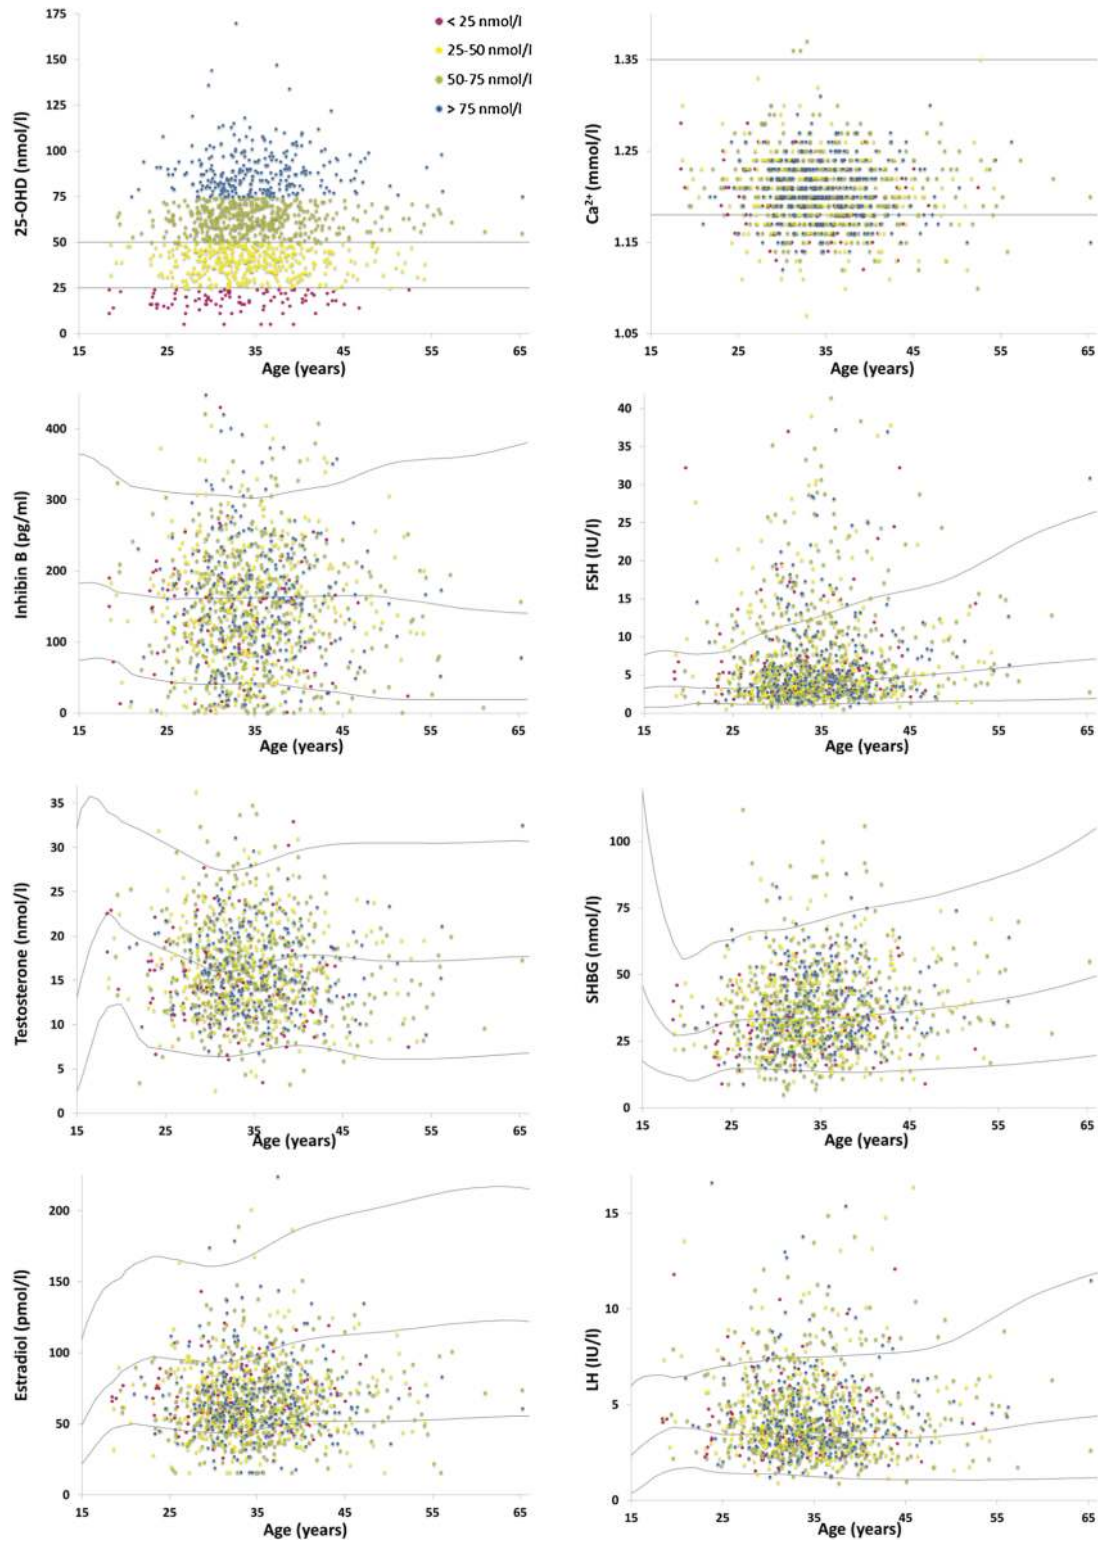 175
150
125
100
75
50
25
0
25-OHD (nmol/l)
< 25 nmol/l
25-50 nmol/l
50-75 nmol/l
> 75 nmol/l
15 25 35 45 55 65
Age (years)
1.35
1.25
1.15
1.05
Ca²⁺ (mmol/l)
15 25 35 45 55 65
Age (years)
400
300
200
100
0
Inhibin B (pg/ml)
15 25 35 45 55 65
Age (years)
40
35
30
25
20
15
10
5
0
FSH (IU/l)
15 25 35 45 55 65
Age (years)
35
30
25
20
15
10
5
0
Testosterone (nmol/l)
15 25 35 45 55 65
Age (years)
100
75
50
25
0
SHBG (nmol/l)
15 25 35 45 55 65
Age (years)
200
150
100
50
0
Estradiol (pmol/l)
15 25 35 45 55 65
Age (years)
15
10
5
0
LH (IU/l)
15 25 35 45 55 65
Age (years)